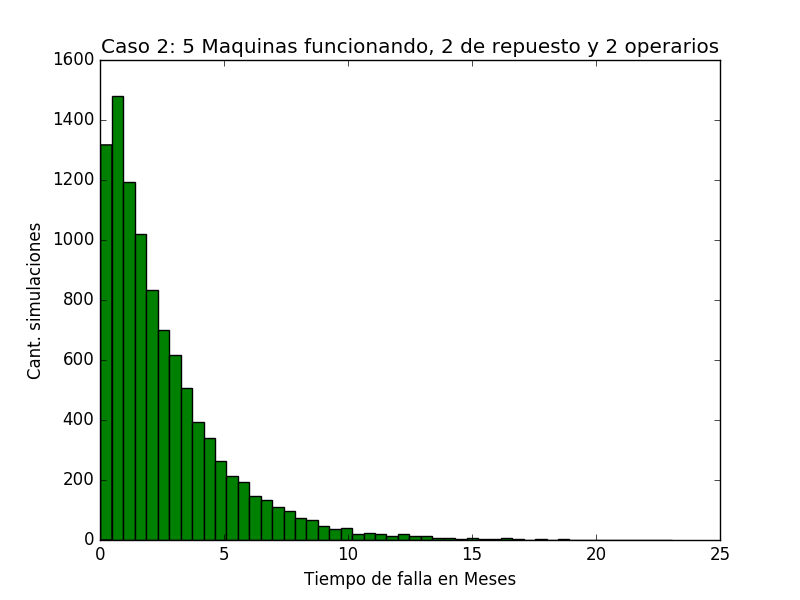 Caso 2: 5 Maquinas funcionando, 2 de repuesto y 2 operarios
1600
1400
1200
1000
800
600
400
200
0
Cant. simulaciones
0 5 10 15 20 25
Tiempo de falla en Meses